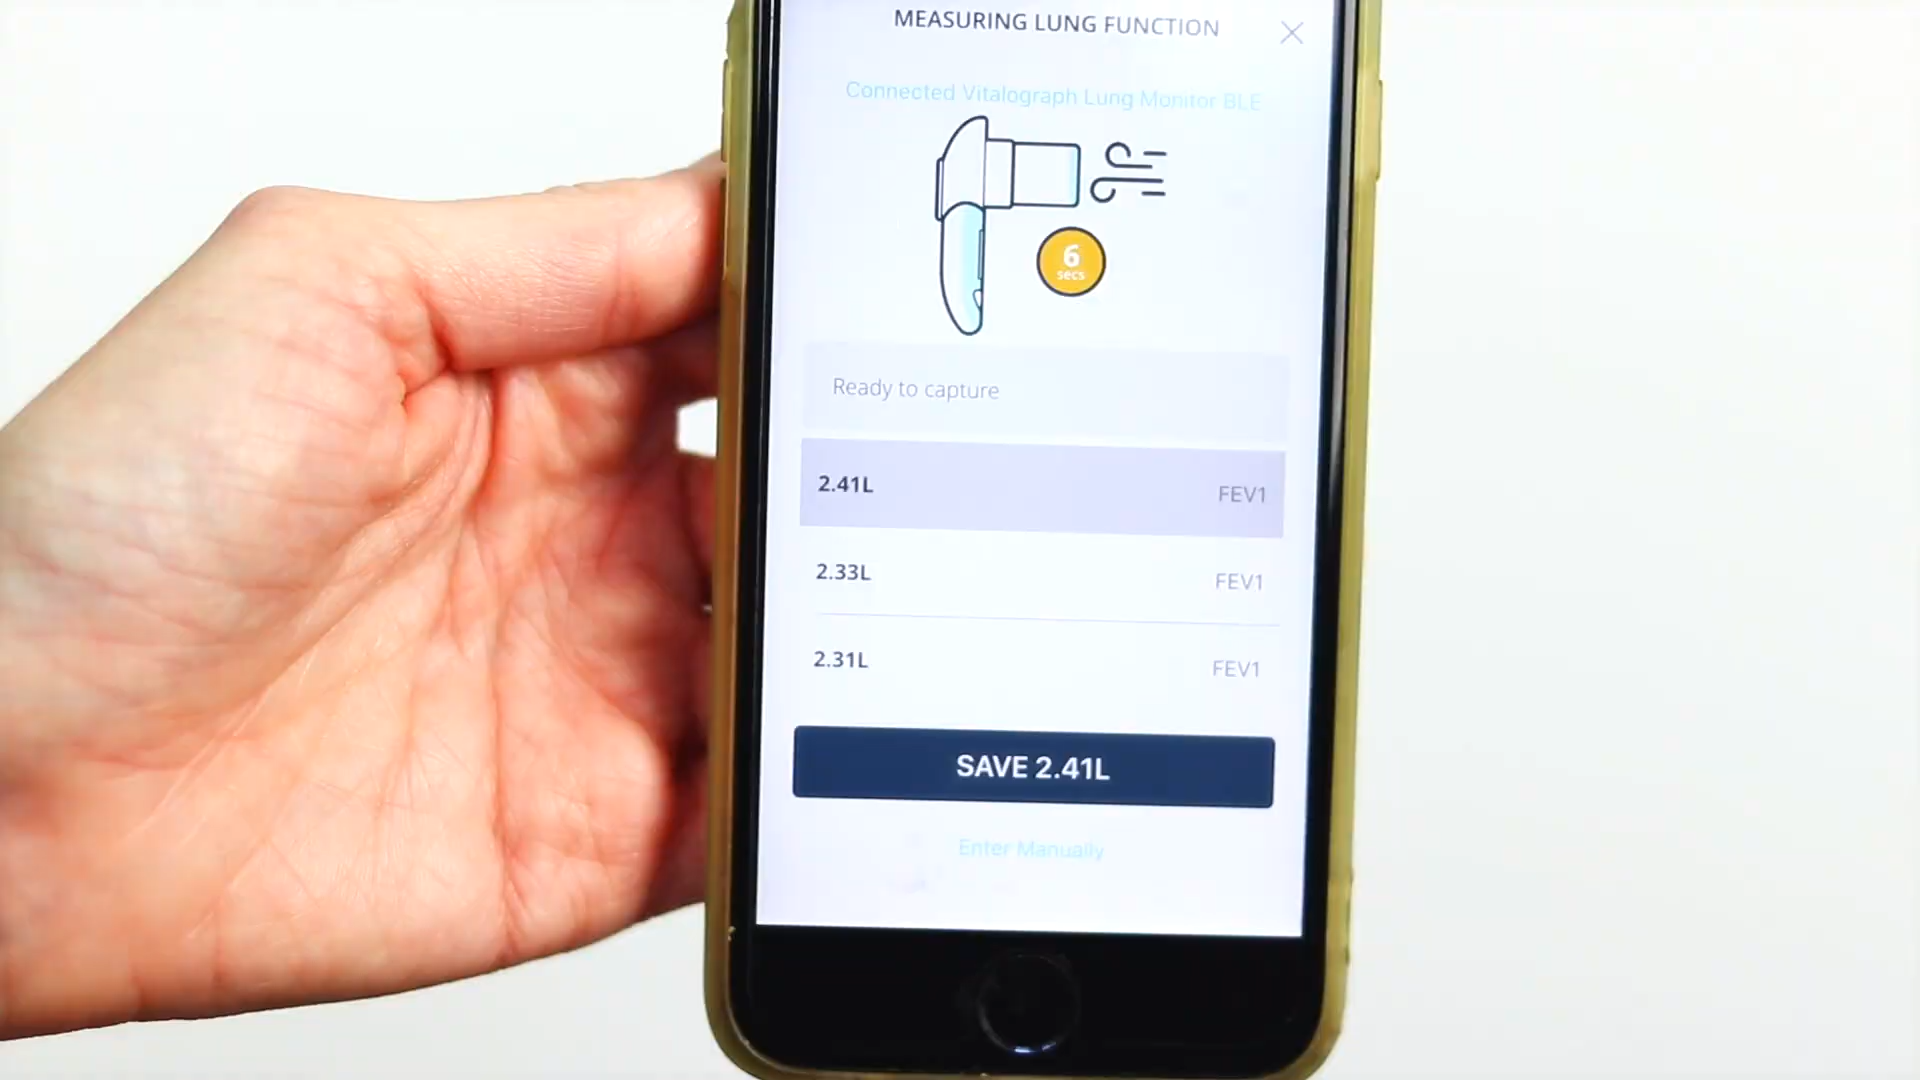 MEASURING LUNG FUNCTION
Connected Vitalograph Lung Monitor BLE
6
secs
Ready to capture
2.41L FEV1
2.33L FEV1
2.31L FEV1
SAVE 2.41L
Enter Manually